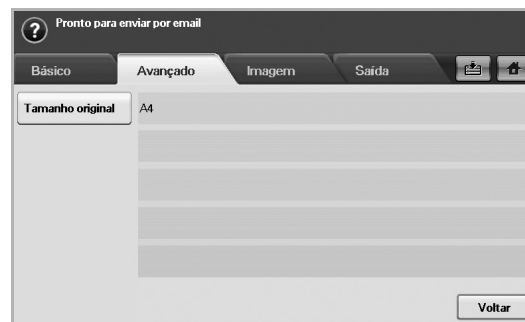 Pronto para enviar por email
Básico Avançado Imagem Saída
Tamanho original A4
Voltar